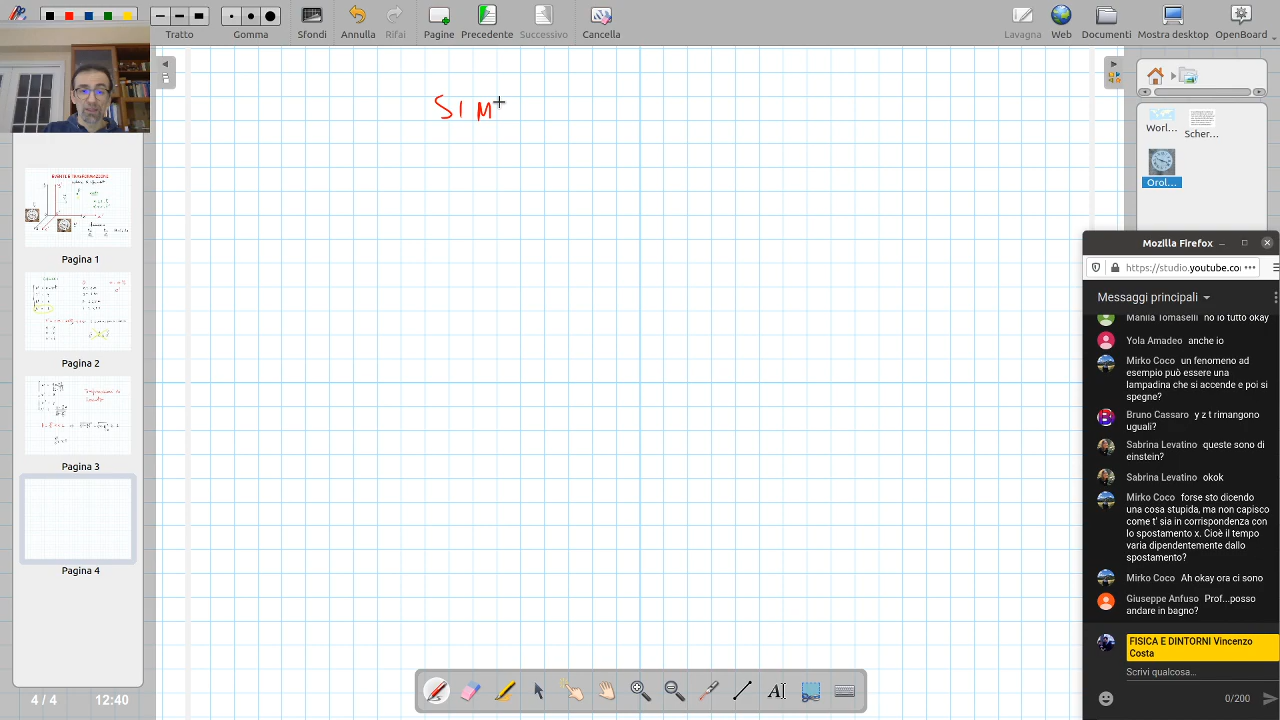 Tratto
Gomma
Sfondi
Annulla
Rifai
Pagine
Precedente
Successivo
Cancella
Lavagna
Web
Documenti
Mostra desktop
OpenBoard
SIM
Pagina 1
Pagina 2
Pagina 3
Pagina 4
4 / 4
12:40
Worl...
Scher...
Orol...
Mozilla Firefox
https://studio.youtube.co
Messaggi principali
Manila Tomaselli no io tutto okay
Yola Amadeo anche io
Mirko Coco un fenomeno ad
esempio può essere una
lampadina che si accende e poi si
spegne?
Bruno Cassaro y z t rimangono
uguali?
Sabrina Levatino queste sono di
einstein?
Sabrina Levatino okok
Mirko Coco forse sto dicendo
una cosa stupida, ma non capisco
come t' sia in corrispondenza con
lo spostamento x. Cioè il tempo
varia dipendentemente dallo
spostamento?
Mirko Coco Ah okay ora ci sono
Giuseppe Anfuso Prof...posso
andare in bagno?
FISICA E DINTORNI Vincenzo
Costa
Scrivi qualcosa...
0/200